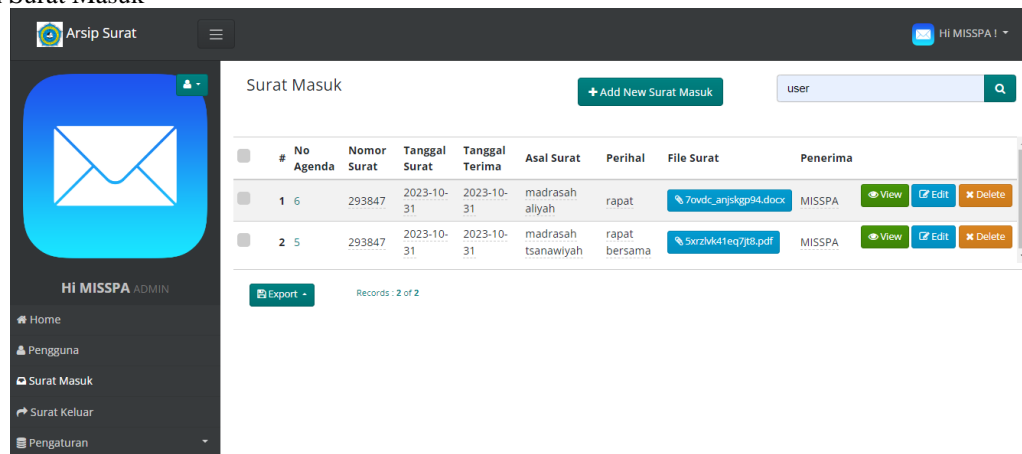 Surat Masuk
Arsip Surat
Hi MISSPA !
Surat Masuk
Add New Surat Masuk
user
# No Agenda Nomor Surat Tanggal Surat Tanggal Terima Asal Surat Perihal File Surat Penerima
1 6 293847 2023-10-31 2023-10-31 madrasah aliyah rapat 7ovdc_anjskgp94.docx MISSPA View Edit Delete
2 5 293847 2023-10-31 2023-10-31 madrasah tsanawiyah rapat bersama 5xrzlvk41eq7jt8.pdf MISSPA View Edit Delete
Export
Records : 2 of 2
Hi MISSPA ADMIN
Home
Pengguna
Surat Masuk
Surat Keluar
Pengaturan